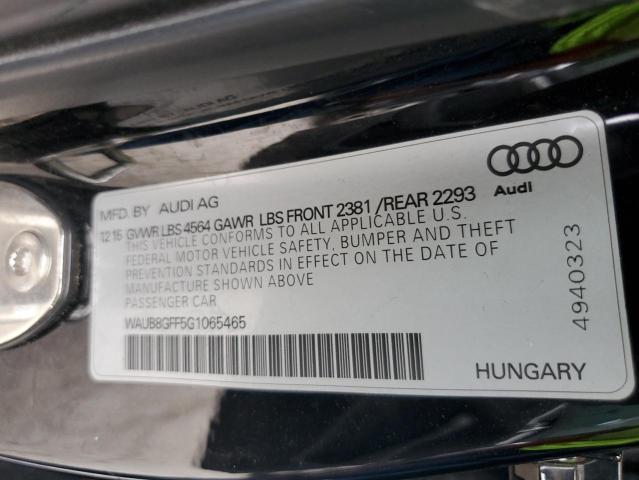 MFD. BY AUDI AG
Audi
12 15 GVWR LBS 4564 GAWR LBS FRONT 2381 /REAR 2293
THIS VEHICLE CONFORMS TO ALL APPLICABLE U.S.
FEDERAL MOTOR VEHICLE SAFETY, BUMPER AND THEFT
PREVENTION STANDARDS IN EFFECT ON THE DATE OF
MANUFACTURE SHOWN ABOVE
PASSENGER CAR
WAUB8GFF5G1065465
4940323
HUNGARY